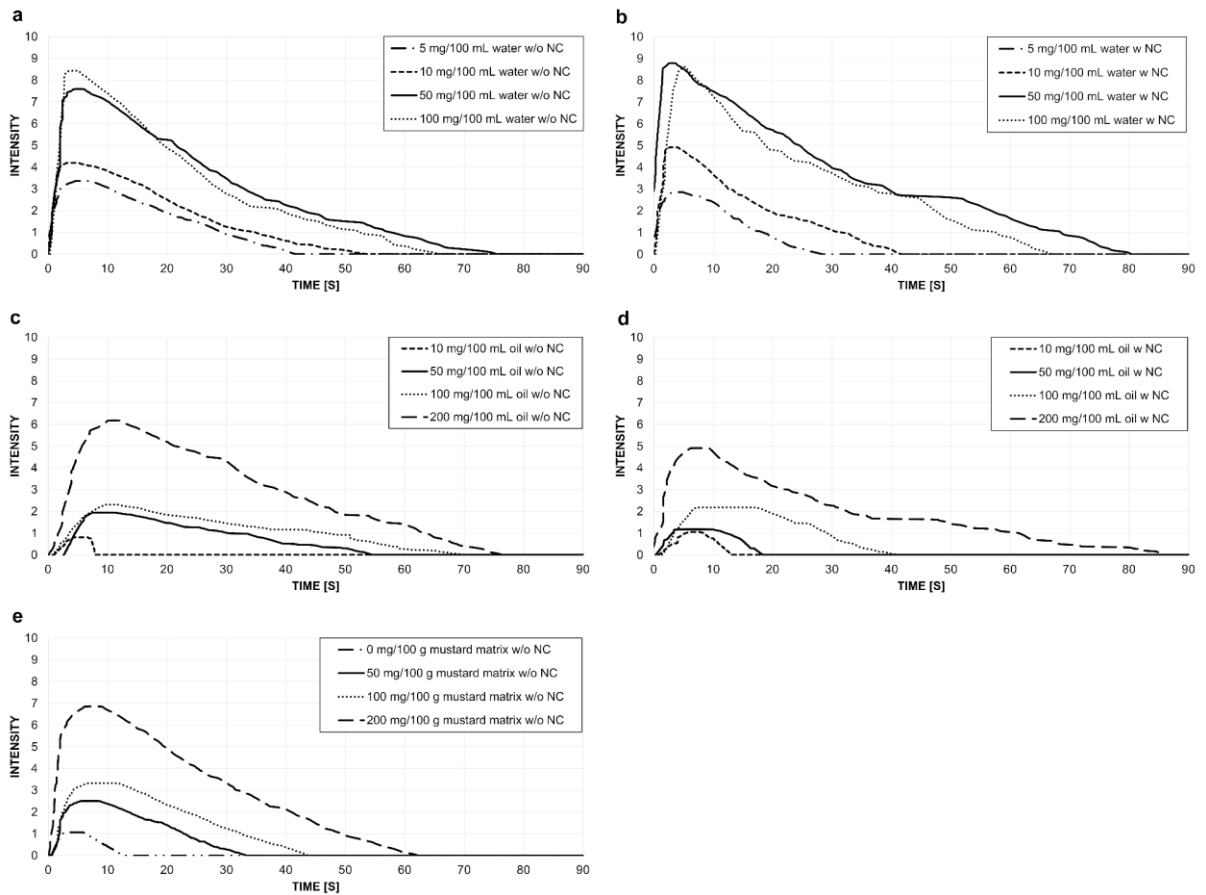 a
10
9
8
7
6
5
4
3
2
1
0
INTENSITY
5 mg/100 mL water w/o NC
10 mg/100 mL water w/o NC
50 mg/100 mL water w/o NC
100 mg/100 mL water w/o NC
0 10 20 30 40 50 60 70 80 90
TIME [S]
b
10
9
8
7
6
5
4
3
2
1
0
INTENSITY
5 mg/100 mL water w NC
10 mg/100 mL water w NC
50 mg/100 mL water w NC
100 mg/100 mL water w NC
0 10 20 30 40 50 60 70 80 90
TIME [S]
c
10
9
8
7
6
5
4
3
2
1
0
INTENSITY
10 mg/100 mL oil w/o NC
50 mg/100 mL oil w/o NC
100 mg/100 mL oil w/o NC
200 mg/100 mL oil w/o NC
0 10 20 30 40 50 60 70 80 90
TIME [S]
d
10
9
8
7
6
5
4
3
2
1
0
INTENSITY
10 mg/100 mL oil w NC
50 mg/100 mL oil w NC
100 mg/100 mL oil w NC
200 mg/100 mL oil w NC
0 10 20 30 40 50 60 70 80 90
TIME [S]
e
10
9
8
7
6
5
4
3
2
1
0
INTENSITY
0 mg/100 g mustard matrix w/o NC
50 mg/100 g mustard matrix w/o NC
100 mg/100 g mustard matrix w/o NC
200 mg/100 g mustard matrix w/o NC
0 10 20 30 40 50 60 70 80 90
TIME [S]